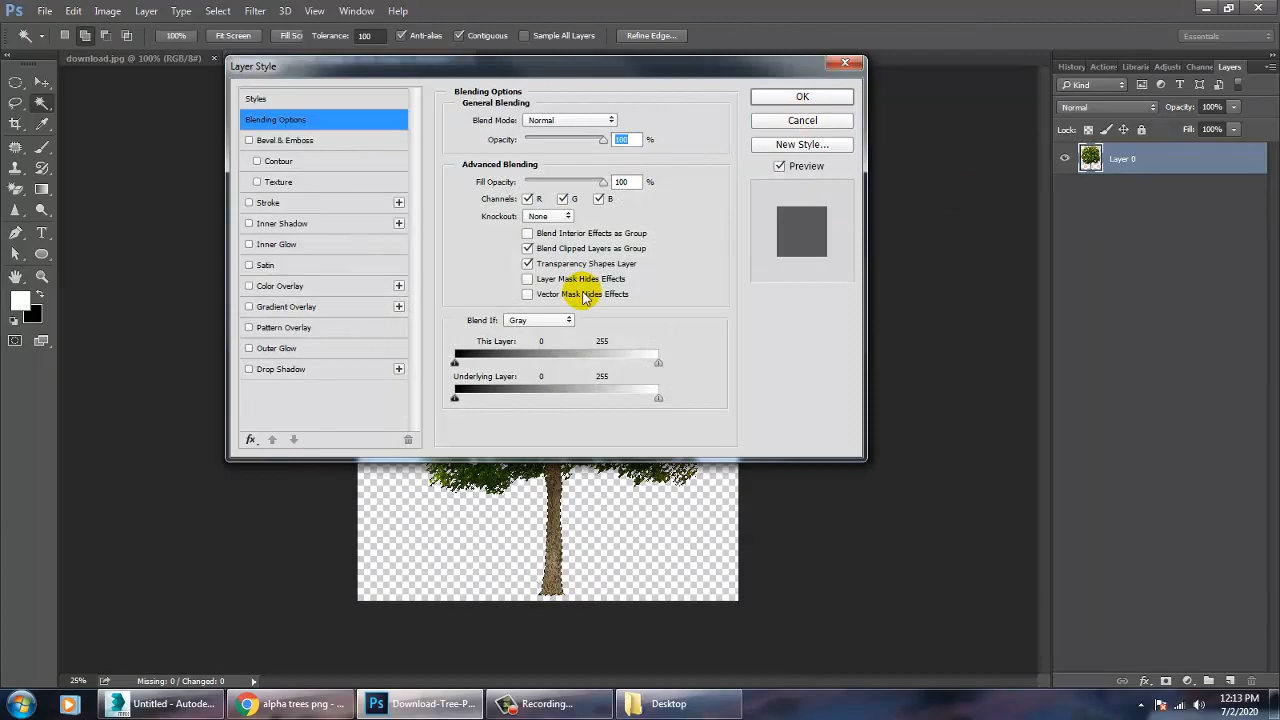 Ps File Edit Image Layer Type Select Filter 3D View Window Help
100% Fit Screen Fill Sc Tolerance: 100 Anti-alias Contiguous Sample All Layers Refine Edge... Essentials
download.jpg @ 100% (RGB/8#) ×
Layer Style
Styles
Blending Options
Bevel & Emboss
Contour
Texture
Stroke
Inner Shadow
Inner Glow
Satin
Color Overlay
Gradient Overlay
Pattern Overlay
Outer Glow
Drop Shadow
fx
Blending Options
General Blending
Blend Mode: Normal
Opacity: 100 %
Advanced Blending
Fill Opacity: 100 %
Channels: R G B
Knockout: None
Blend Interior Effects as Group
Blend Clipped Layers as Group
Transparency Shapes Layer
Layer Mask Hides Effects
Vector Mask Hides Effects
Blend If: Gray
This Layer: 0 255
Underlying Layer: 0 255
OK
Cancel
New Style...
Preview
History Action Librari Adjust Chann Layers
Kind
Normal Opacity: 100%
Lock: Fill: 100%
Layer 0
25% Missing: 0 / Changed: 0
Untitled - Autode... alpha trees png - ... Ps Download-Tree-P... Recording... Desktop
12:13 PM
7/2/2020